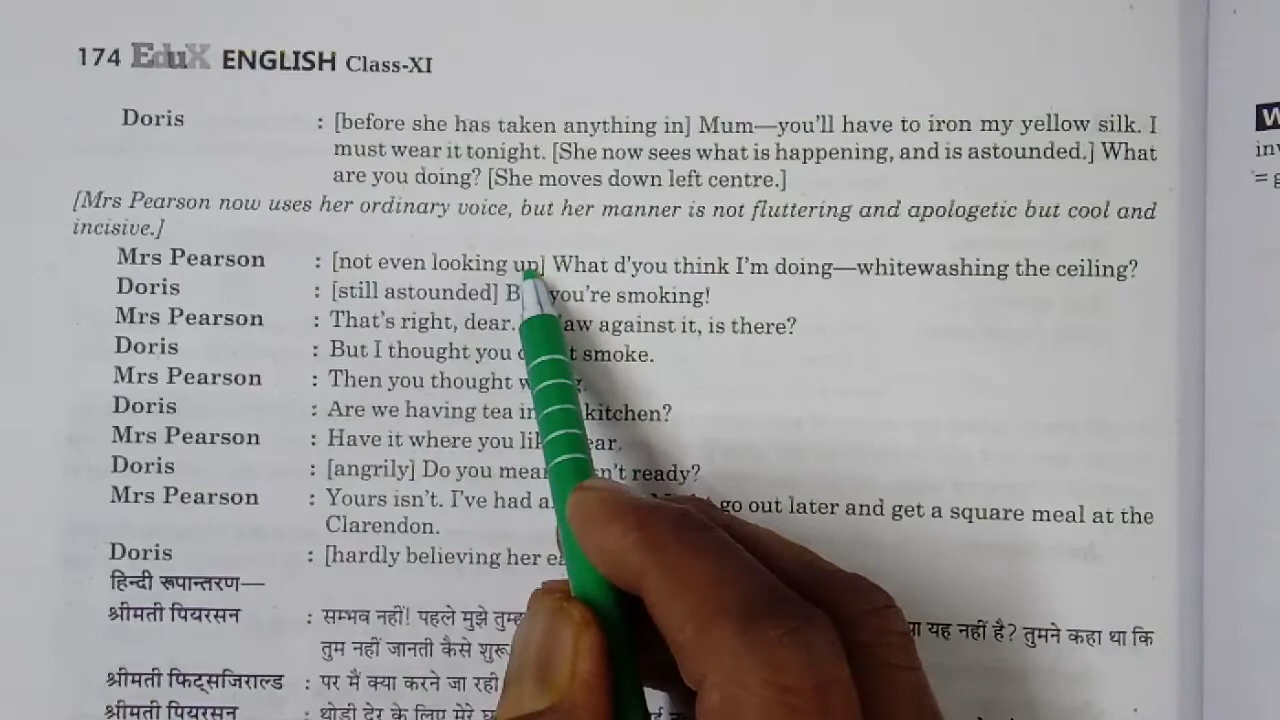 174 EduX ENGLISH Class-XI
Doris : [before she has taken anything in] Mum—you'll have to iron my yellow silk. I
must wear it tonight. [She now sees what is happening, and is astounded.] What
are you doing? [She moves down left centre.]
[Mrs Pearson now uses her ordinary voice, but her manner is not fluttering and apologetic but cool and
incisive.]
Mrs Pearson : [not even looking up] What d'you think I'm doing—whitewashing the ceiling?
Doris : [still astounded] you're smoking!
Mrs Pearson : That's right, dear. against it, is there?
Doris : But I thought you smoke.
Mrs Pearson : Then you thought
Doris : Are we having tea in kitchen?
Mrs Pearson : Have it where you
Doris : [angrily] Do you ready?
Mrs Pearson : Yours isn't. I've had go out later and get a square meal at the
Clarendon.
Doris : [hardly believing her
हिन्दी रूपान्तरण—
श्रीमती पियरसन : सम्भव नहीं! पहले मुझे यह नहीं है? तुमने कहा था कि
तुम नहीं जानती कैसे
श्रीमती फिट्सजिराल्ड : पर मैं क्या करने जा रही
श्रीमती पियरसन : थोड़ी देर के लिए मेरे